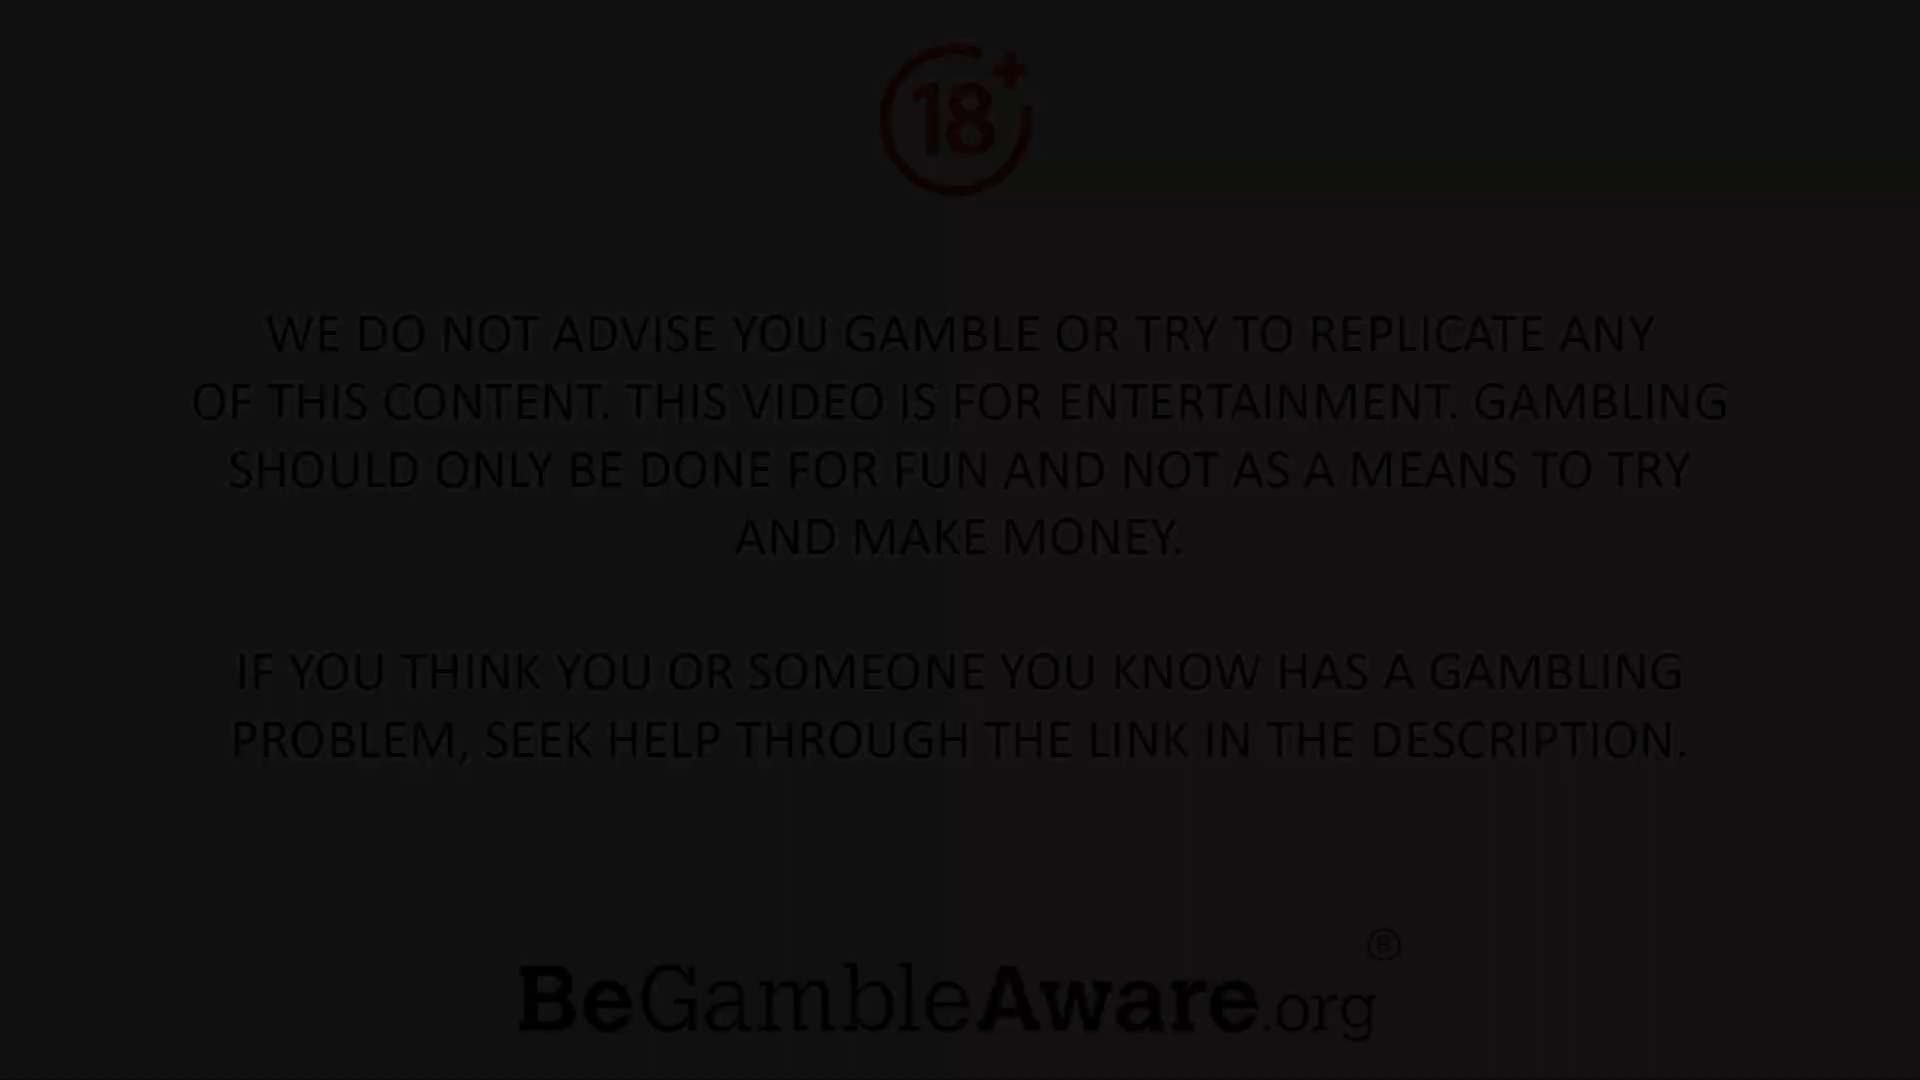 18+
WE DO NOT ADVISE YOU GAMBLE OR TRY TO REPLICATE ANY
OF THIS CONTENT. THIS VIDEO IS FOR ENTERTAINMENT. GAMBLING
SHOULD ONLY BE DONE FOR FUN AND NOT AS A MEANS TO TRY
AND MAKE MONEY.
IF YOU THINK YOU OR SOMEONE YOU KNOW HAS A GAMBLING
PROBLEM, SEEK HELP THROUGH THE LINK IN THE DESCRIPTION.
BeGambleAware.org®